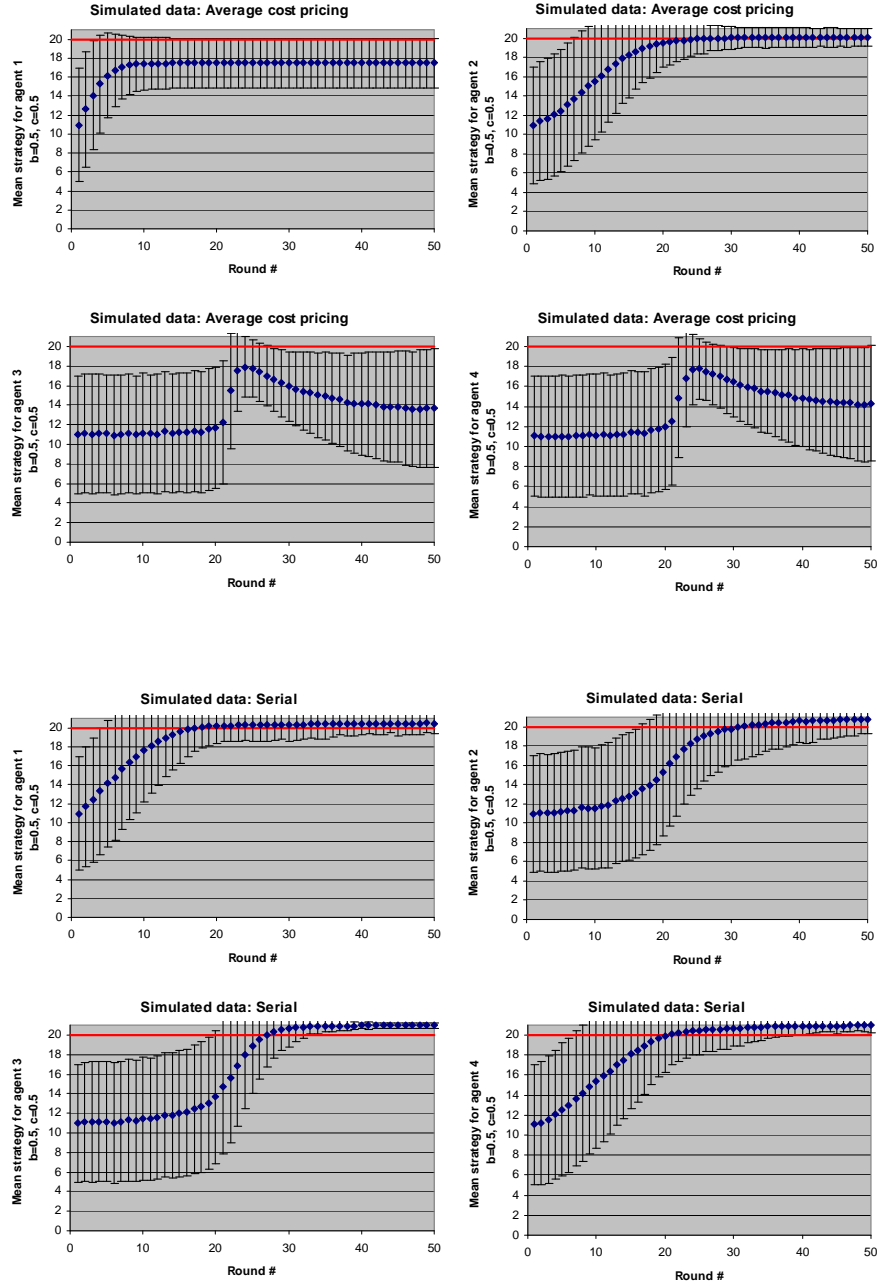 Simulated data: Average cost pricing
Mean strategy for agent 1
b=0.5, c=0.5
20
18
16
14
12
10
8
6
4
2
0
0 10 20 30 40 50
Round #
Simulated data: Average cost pricing
Mean strategy for agent 2
b=0.5, c=0.5
20
18
16
14
12
10
8
6
4
2
0
0 10 20 30 40 50
Round #
Simulated data: Average cost pricing
Mean strategy for agent 3
b=0.5, c=0.5
20
18
16
14
12
10
8
6
4
2
0
0 10 20 30 40 50
Round #
Simulated data: Average cost pricing
Mean strategy for agent 4
b=0.5, c=0.5
20
18
16
14
12
10
8
6
4
2
0
0 10 20 30 40 50
Round #
Simulated data: Serial
Mean strategy for agent 1
b=0.5, c=0.5
20
18
16
14
12
10
8
6
4
2
0
0 10 20 30 40 50
Round #
Simulated data: Serial
Mean strategy for agent 2
b=0.5, c=0.5
20
18
16
14
12
10
8
6
4
2
0
0 10 20 30 40 50
Round #
Simulated data: Serial
Mean strategy for agent 3
b=0.5, c=0.5
20
18
16
14
12
10
8
6
4
2
0
0 10 20 30 40 50
Round #
Simulated data: Serial
Mean strategy for agent 4
b=0.5, c=0.5
20
18
16
14
12
10
8
6
4
2
0
0 10 20 30 40 50
Round #